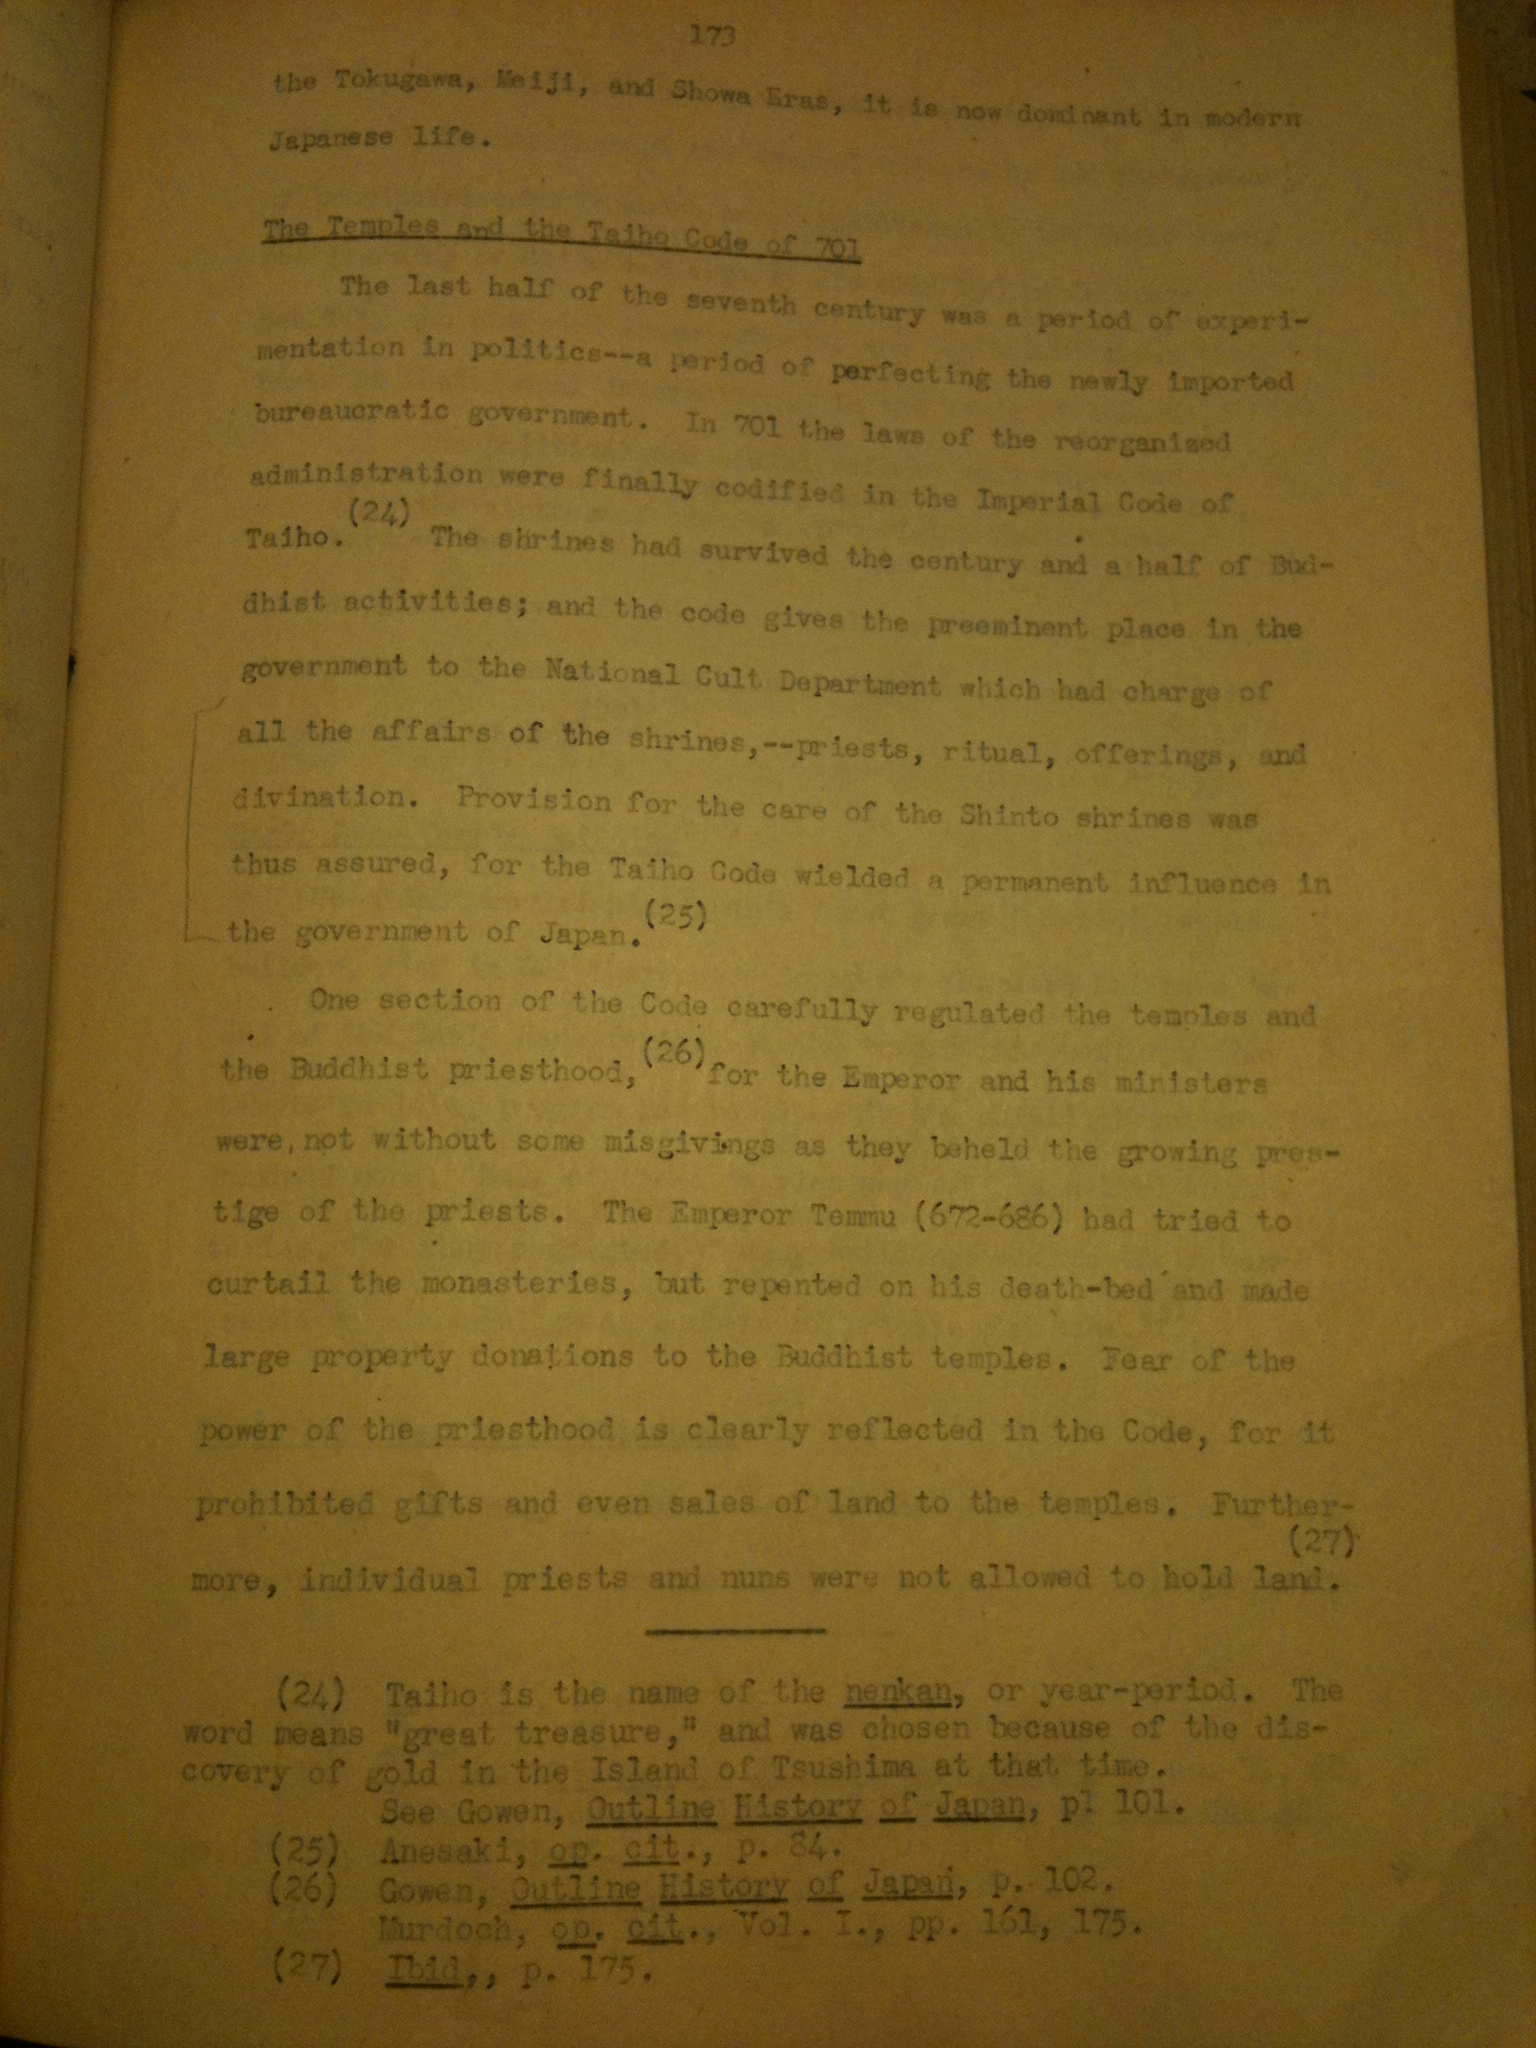 173
the Tokugawa, Meiji, and Showa Eras, it is now dominant in modern
Japanese life.
The Temples and the Taiho Code of 701
The last half of the seventh century was a period of experi-
mentation in politics--a period of perfecting the newly imported
bureaucratic government. In 701 the laws of the reorganized
administration were finally codified in the Imperial Code of
Taiho.(24) The shrines had survived the century and a half of Bud-
dhist activities; and the code gives the preeminent place in the
government to the National Cult Department which had charge of
all the affairs of the shrines,--priests, ritual, offerings, and
divination. Provision for the care of the Shinto shrines was
thus assured, for the Taiho Code wielded a permanent influence in
the government of Japan.(25)
One section of the Code carefully regulated the temples and
the Buddhist priesthood,(26) for the Emperor and his ministers
were, not without some misgivings as they beheld the growing pres-
tige of the priests. The Emperor Temmu (672-686) had tried to
curtail the monasteries, but repented on his death-bed and made
large property donations to the Buddhist temples. Fear of the
power of the priesthood is clearly reflected in the Code, for it
prohibited gifts and even sales of land to the temples. Further-
more, individual priests and nuns were not allowed to hold land.(27)
(24) Taiho is the name of the nenkan, or year-period. The
word means "great treasure," and was chosen because of the dis-
covery of gold in the Island of Tsushima at that time.
See Gowen, Outline History of Japan, pl 101.
(25) Anesaki, op. cit., p. 84.
(26) Gowen, Outline History of Japan, p. 102.
Murdoch, op. cit., Vol. I., pp. 161, 175.
(27) Ibid,, p. 175.